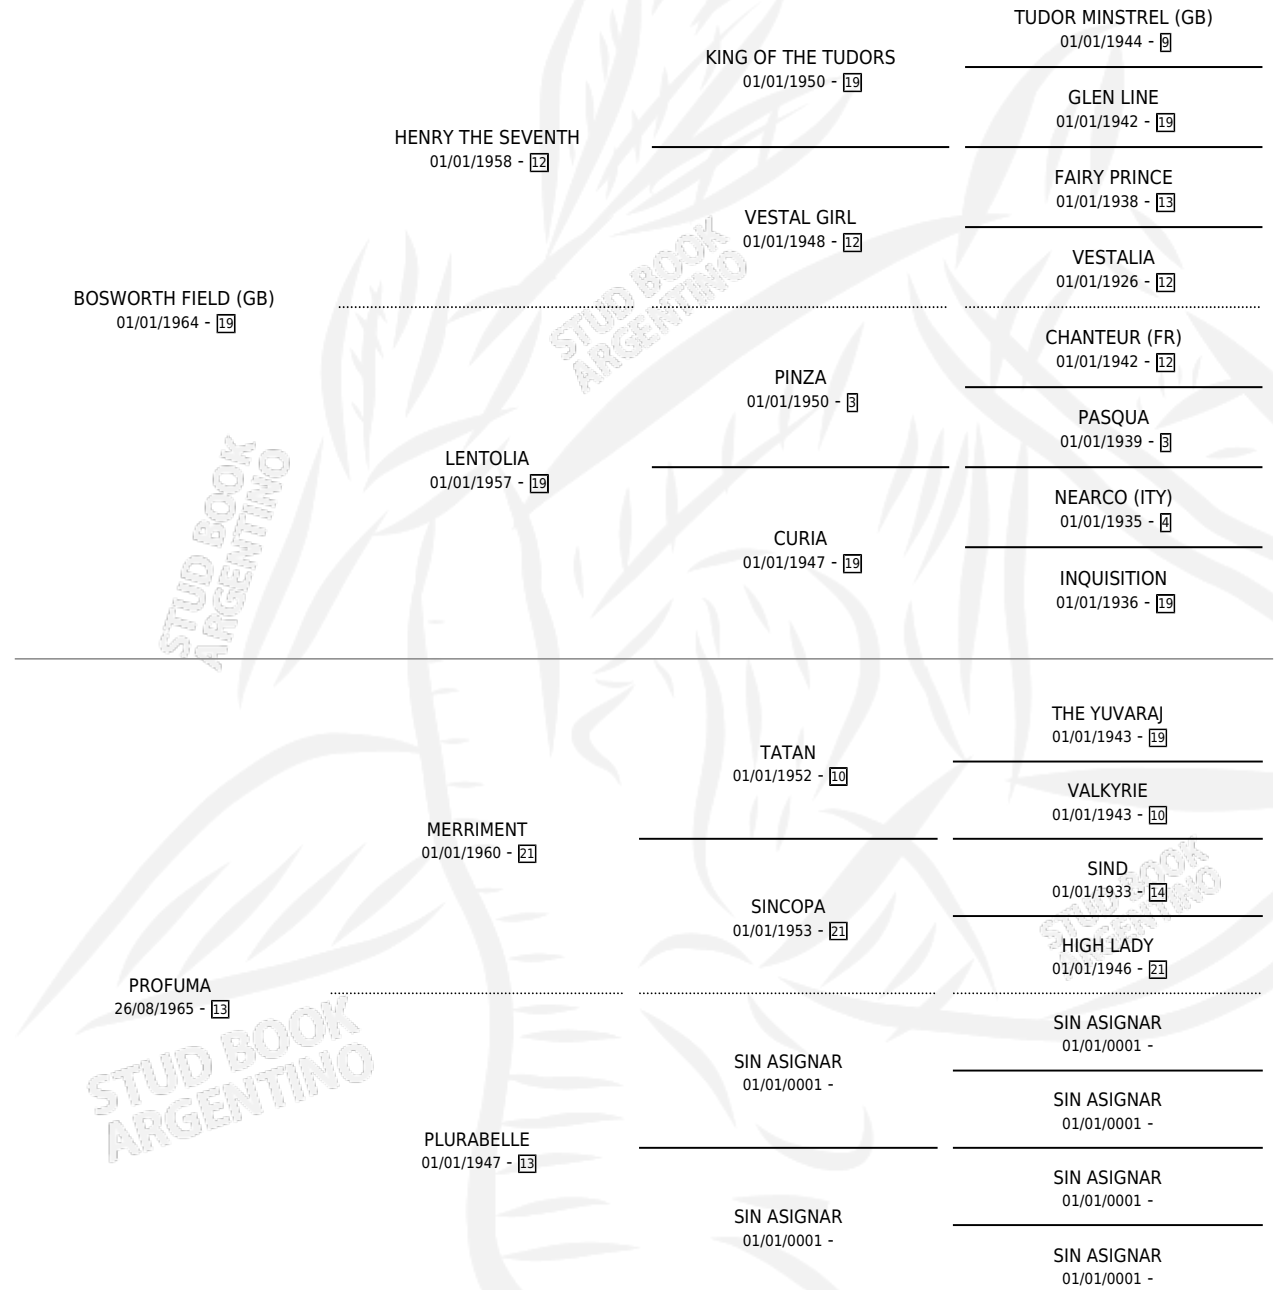 TUDOR MINSTREL (GB)
01/01/1944 - 9
KING OF THE TUDORS
01/01/1950 - 19
GLEN LINE
01/01/1942 - 19
HENRY THE SEVENTH
01/01/1958 - 12
FAIRY PRINCE
01/01/1938 - 13
VESTAL GIRL
01/01/1948 - 12
VESTALIA
01/01/1926 - 12
BOSWORTH FIELD (GB)
01/01/1964 - 19
CHANTEUR (FR)
01/01/1942 - 12
PINZA
01/01/1950 - 3
PASQUA
01/01/1939 - 3
LENTOLIA
01/01/1957 - 19
NEARCO (ITY)
01/01/1935 - 4
CURIA
01/01/1947 - 19
INQUISITION
01/01/1936 - 19
THE YUVARAJ
01/01/1943 - 19
TATAN
01/01/1952 - 10
VALKYRIE
01/01/1943 - 10
MERRIMENT
01/01/1960 - 21
SIND
01/01/1933 - 14
SINCOPA
01/01/1953 - 21
HIGH LADY
01/01/1946 - 21
PROFUMA
26/08/1965 - 13
SIN ASIGNAR
01/01/0001 -
SIN ASIGNAR
01/01/0001 -
SIN ASIGNAR
01/01/0001 -
PLURABELLE
01/01/1947 - 13
SIN ASIGNAR
01/01/0001 -
SIN ASIGNAR
01/01/0001 -
SIN ASIGNAR
01/01/0001 -
STUD BOOK
ARGENTINO
STUD BOOK
ARGENTINO
STUD BOOK
ARGENTINO
STUD BOOK
ARGENTINO